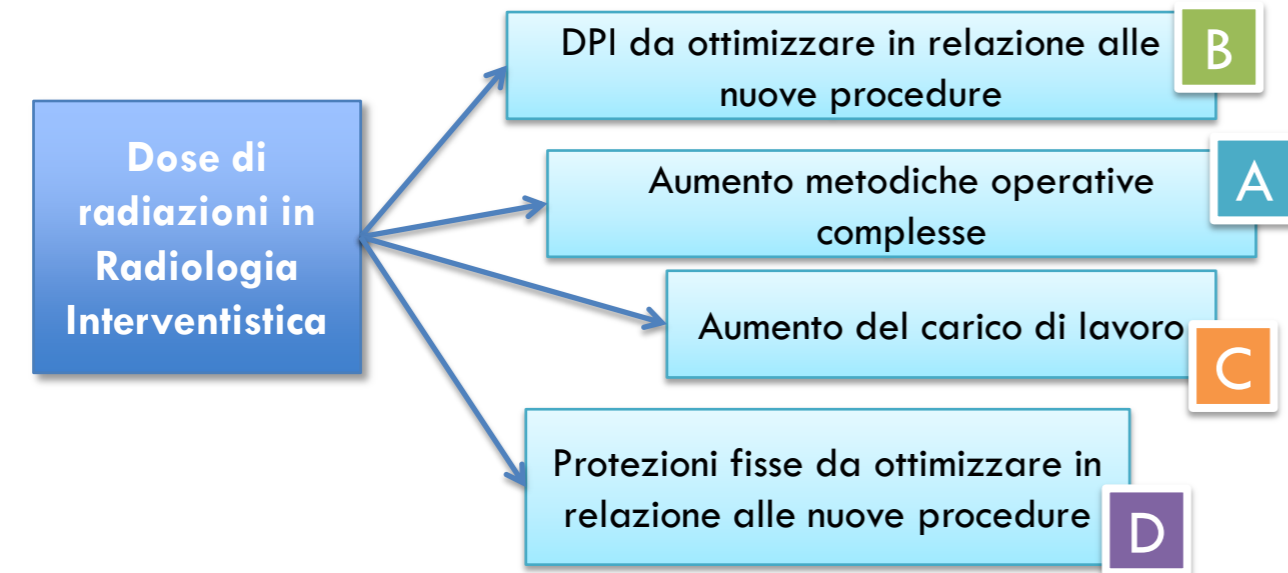 Dose di
radiazioni in
Radiologia
Interventistica
DPI da ottimizzare in relazione alle
nuove procedure
B
Aumento metodiche operative
complesse
A
Aumento del carico di lavoro
C
Protezioni fisse da ottimizzare in
relazione alle nuove procedure
D